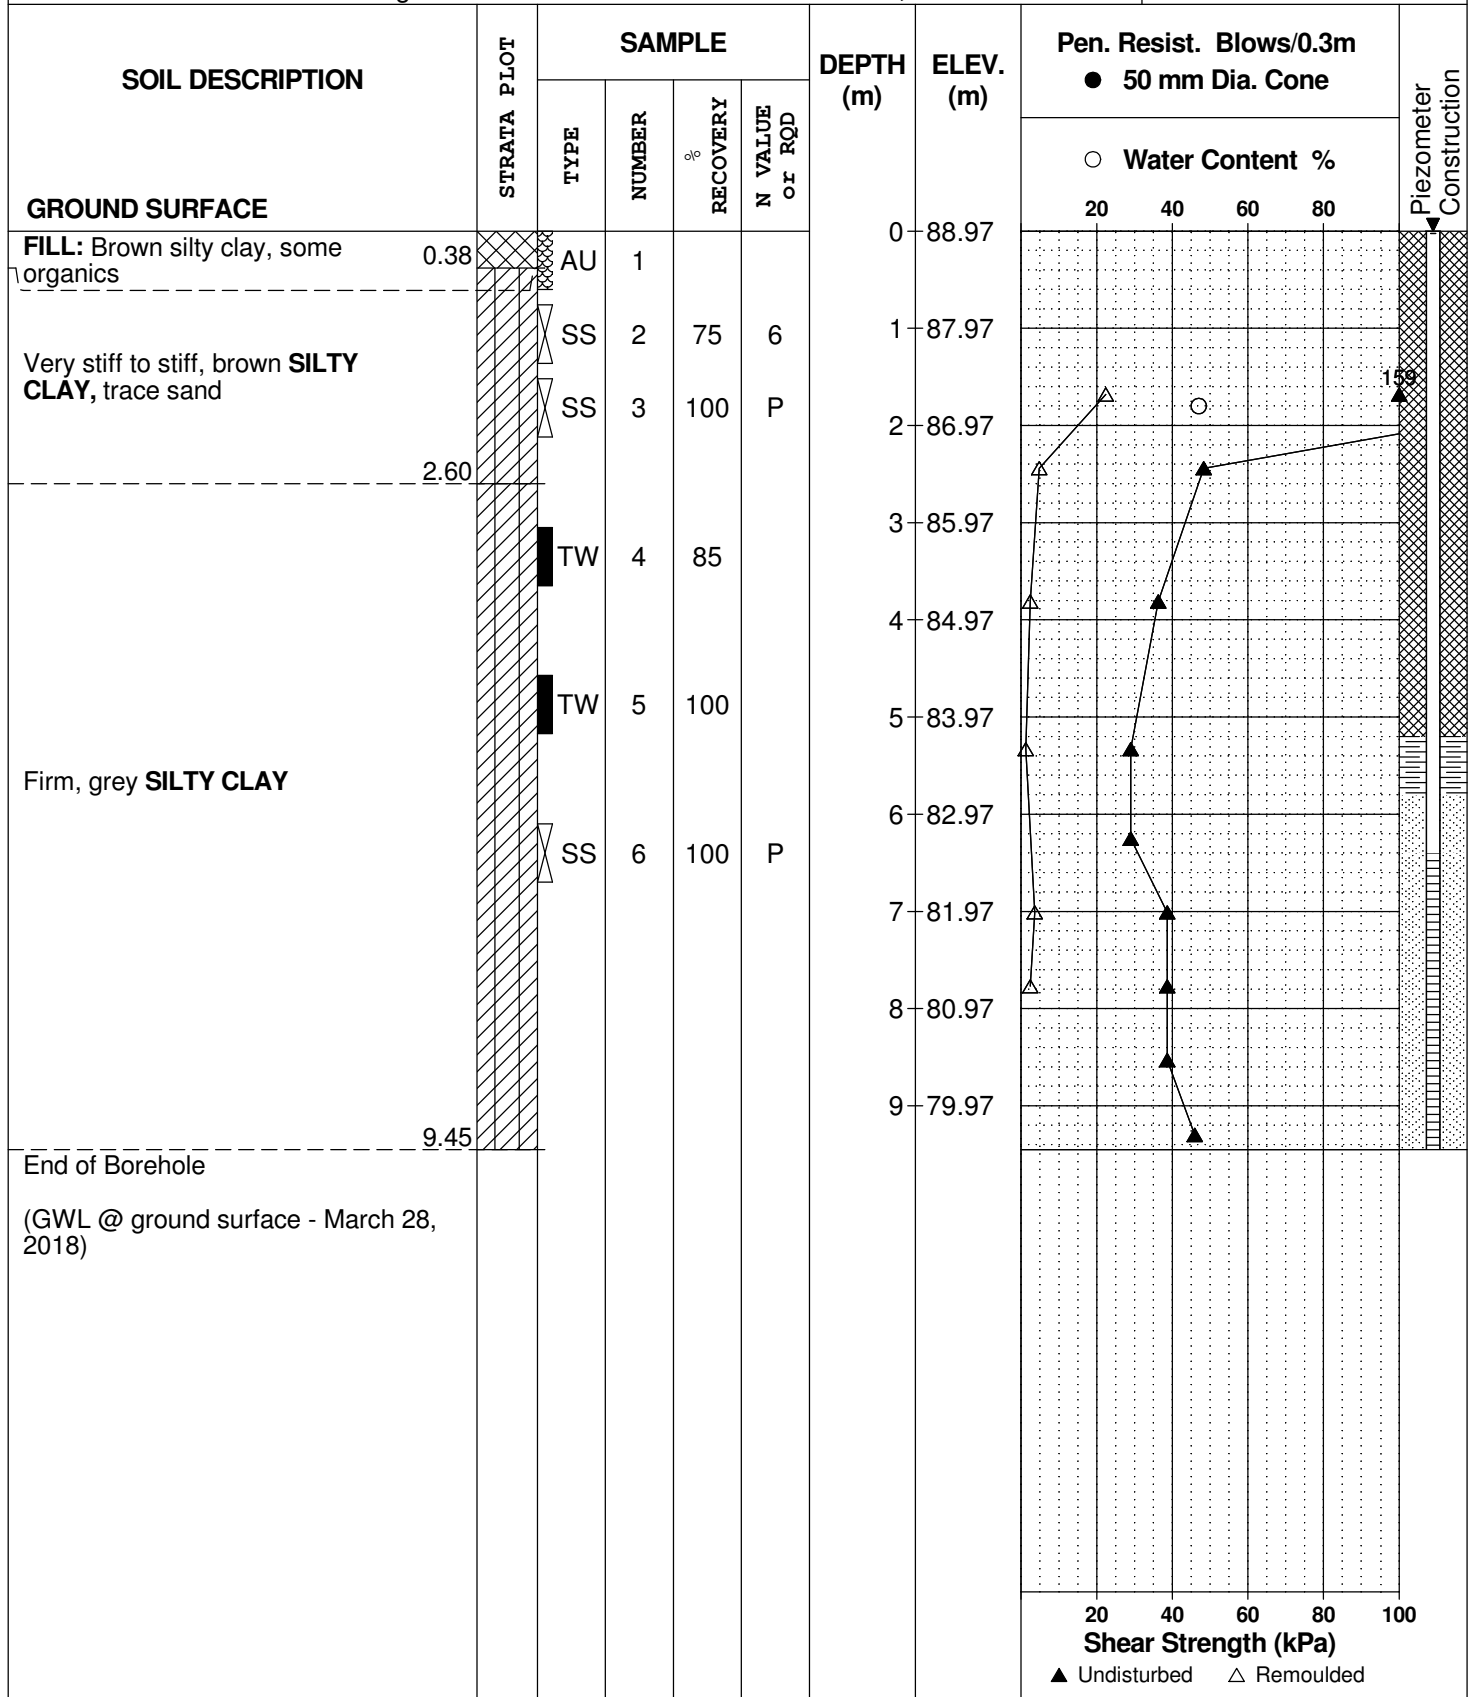 SOIL DESCRIPTION
GROUND SURFACE
STRATA PLOT
SAMPLE
TYPE
NUMBER
%
RECOVERY
N VALUE
or RQD
DEPTH
(m)
ELEV.
(m)
Pen. Resist. Blows/0.3m
● 50 mm Dia. Cone
○ Water Content %
20 40 60 80
Piezometer
Construction
FILL: Brown silty clay, some
organics
0.38
AU 1
0 88.97
Very stiff to stiff, brown SILTY
CLAY, trace sand
SS 2 75 6
1 87.97
159
SS 3 100 P
2 86.97
2.60
3 85.97
TW 4 85
4 84.97
TW 5 100
5 83.97
Firm, grey SILTY CLAY
6 82.97
SS 6 100 P
7 81.97
8 80.97
9 79.97
9.45
End of Borehole
(GWL @ ground surface - March 28,
2018)
20 40 60 80 100
Shear Strength (kPa)
▲ Undisturbed △ Remoulded